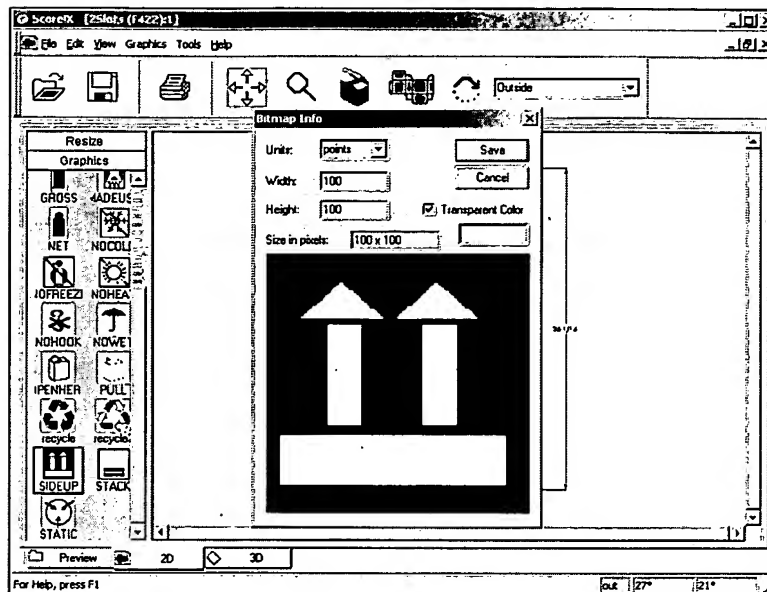 ScoreIX [2Slots (F422):1]
File Edit View Graphics Tools Help
Outside
Bitmap Info
Resize
Graphics
Units: points
Save
Width: 100
Cancel
Height: 100
Transparent Color
Size in pixels: 100 x 100
GROSS
NET NOCOLI
NOHEA
NOHOOK NOWET
PULL
recycle recycle
SIDEUP STACK
STATIC
Preview 2D 3D
For Help, press F1
out 27° 21°